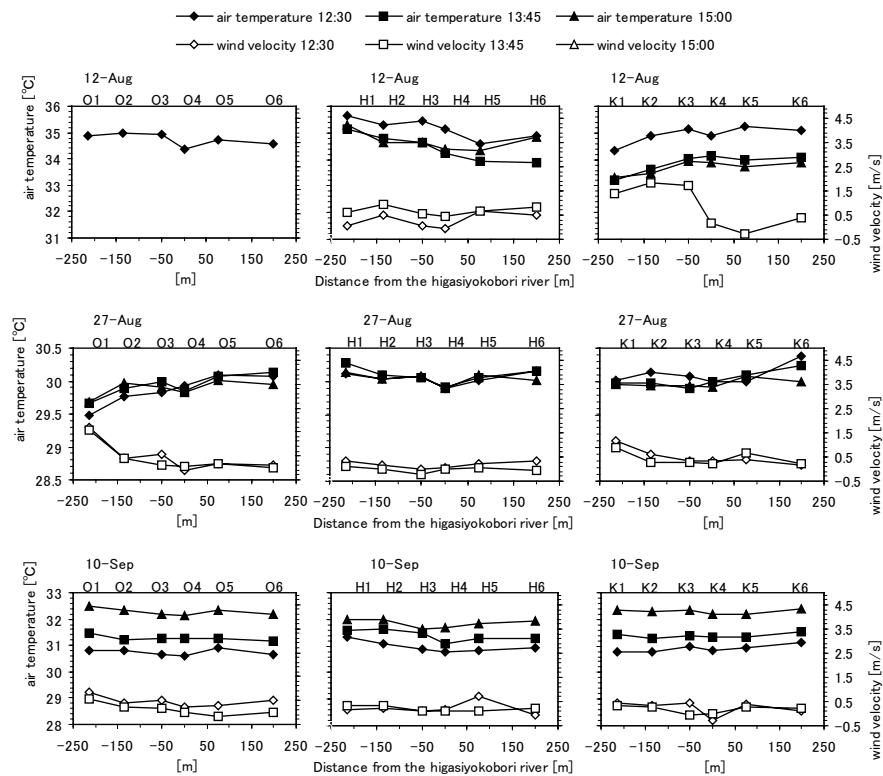 air temperature 12:30 air temperature 13:45 air temperature 15:00
wind velocity 12:30 wind velocity 13:45 wind velocity 15:00
12-Aug 12-Aug 12-Aug
O1 O2 O3 O4 O5 O6 H1 H2 H3 H4 H5 H6 K1 K2 K3 K4 K5 K6
air temperature [℃]
36
35
34
33
32
31
4.5
3.5
2.5
1.5
0.5
-0.5
wind velocity [m/s]
-250 -150 -50 50 150 250 -250 -150 -50 50 150 250 -250 -150 -50 50 150 250
[m] Distance from the higasiyokobori river [m] [m]
27-Aug 27-Aug 27-Aug
O1 O2 O3 O4 O5 O6 H1 H2 H3 H4 H5 H6 K1 K2 K3 K4 K5 K6
air temperature [℃]
30.5
30
29.5
29
28.5
4.5
3.5
2.5
1.5
0.5
-0.5
wind velocity [m/s]
-250 -150 -50 50 150 250 -250 -150 -50 50 150 250 -250 -150 -50 50 150 250
[m] Distance from the higasiyokobori river [m] [m]
10-Sep 10-Sep 10-Sep
O1 O2 O3 O4 O5 O6 H1 H2 H3 H4 H5 H6 K1 K2 K3 K4 K5 K6
air temperature [℃]
33
32
31
30
29
28
4.5
3.5
2.5
1.5
0.5
-0.5
wind velocity [m/s]
-250 -150 -50 50 150 250 -250 -150 -50 50 150 250 -250 -150 -50 50 150 250
[m] Distance from the higasiyokobori river [m] [m]